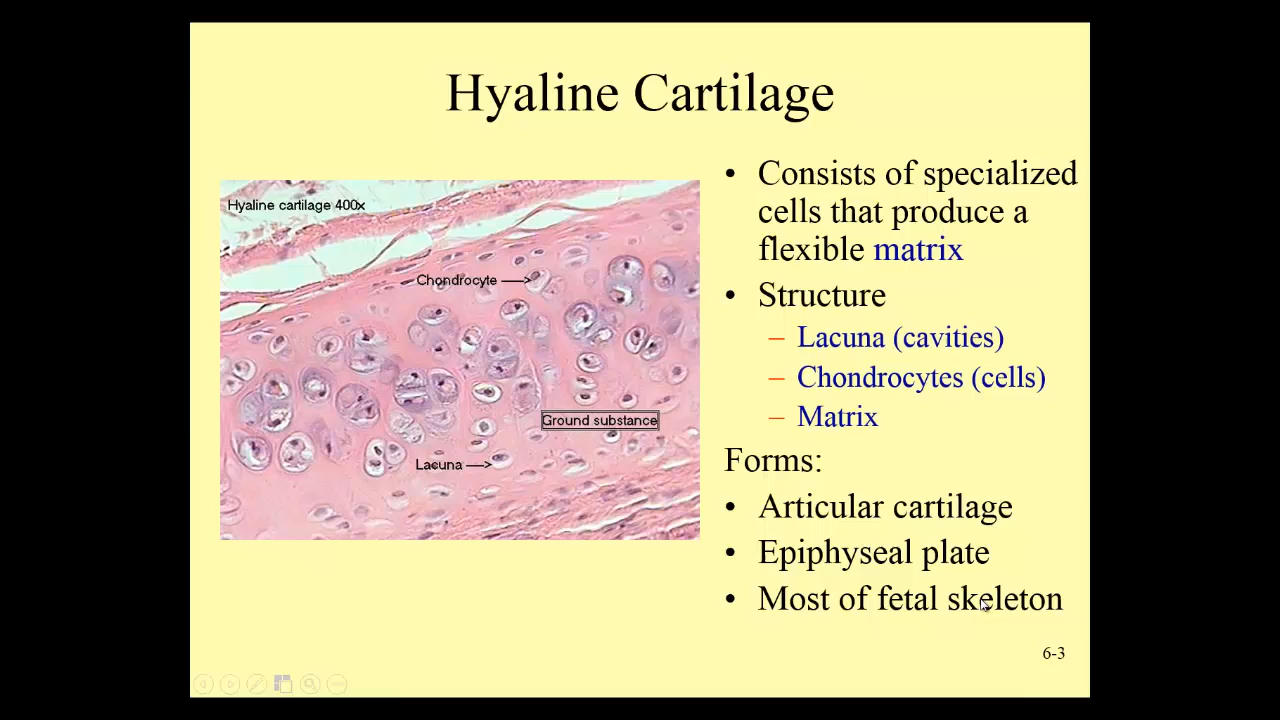 Hyaline Cartilage
Hyaline cartilage 400x
Chondrocyte
Ground substance
Lacuna
• Consists of specialized
cells that produce a
flexible matrix
• Structure
– Lacuna (cavities)
– Chondrocytes (cells)
– Matrix
Forms:
• Articular cartilage
• Epiphyseal plate
• Most of fetal skeleton
6-3